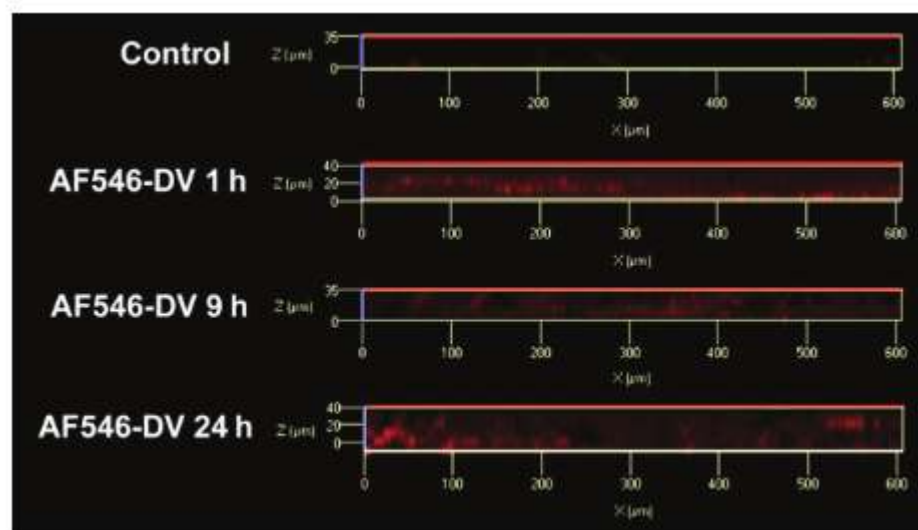 Control
Z [µm]
35
0
0 100 200 300 400 500 600
X [µm]
AF546-DV 1 h
Z [µm]
40
20
0
0 100 200 300 400 500 600
X [µm]
AF546-DV 9 h
Z [µm]
35
0
0 100 200 300 400 500 600
X [µm]
AF546-DV 24 h
Z [µm]
40
20
0
0 100 200 300 400 500 600
X [µm]